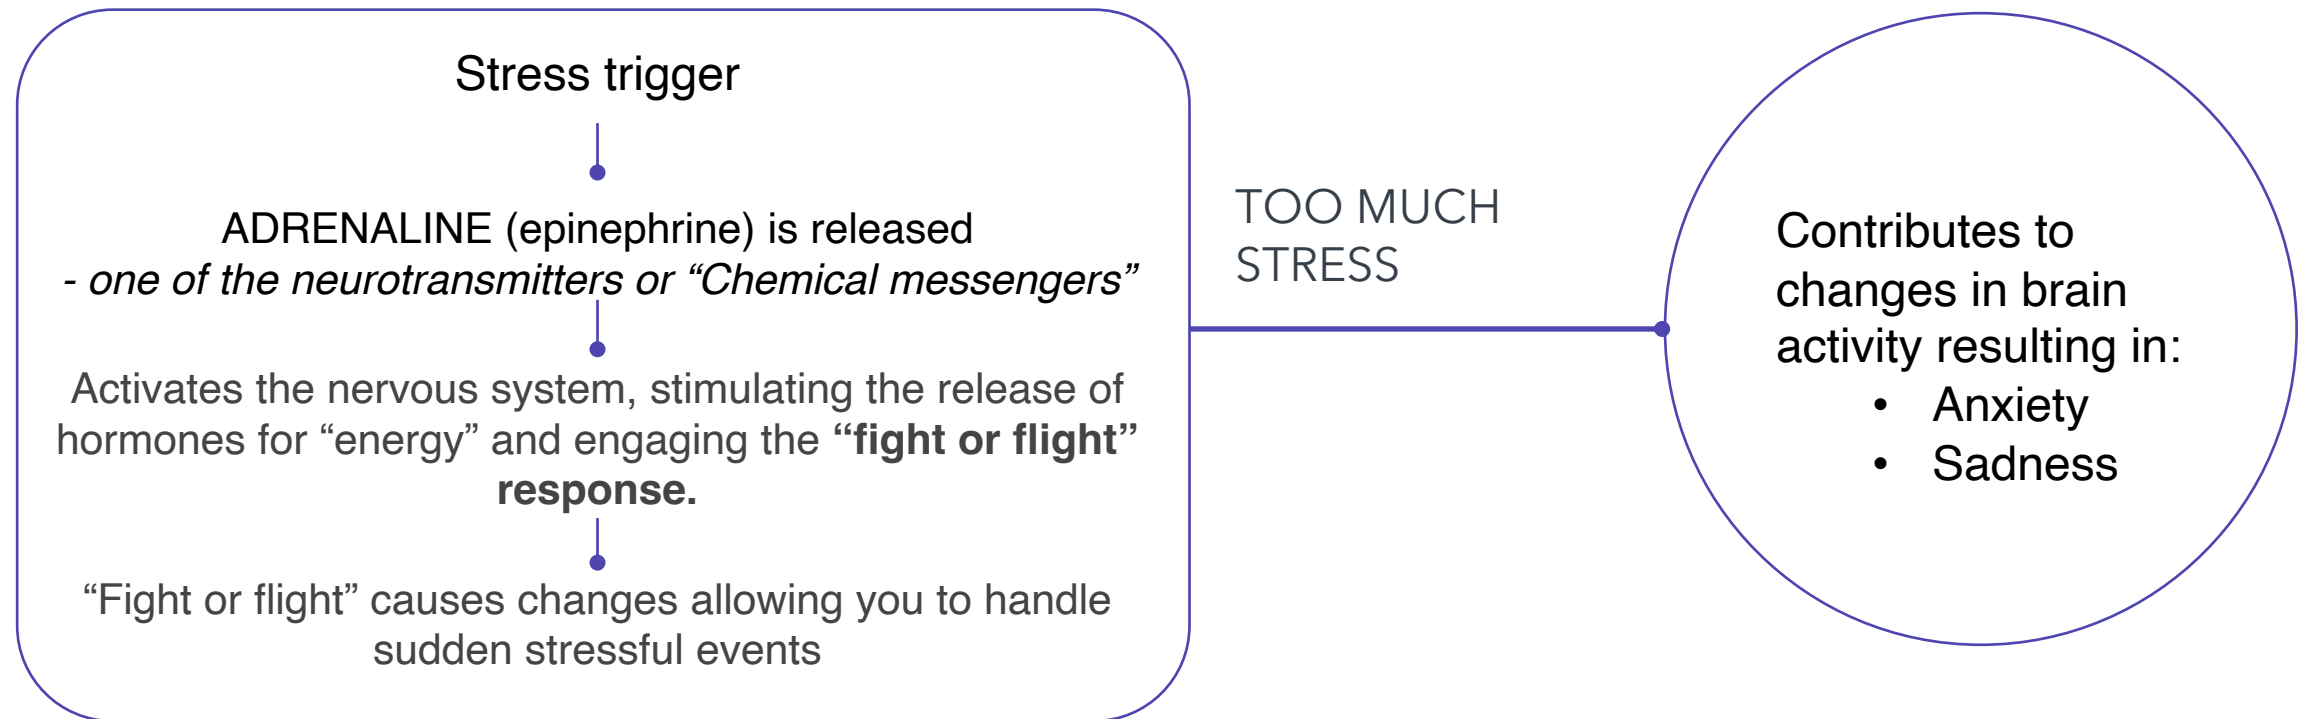 Stress trigger
ADRENALINE (epinephrine) is released
- one of the neurotransmitters or “Chemical messengers”
Activates the nervous system, stimulating the release of
hormones for “energy” and engaging the “fight or flight”
response.
“Fight or flight” causes changes allowing you to handle
sudden stressful events
TOO MUCH
STRESS
Contributes to
changes in brain
activity resulting in:
• Anxiety
• Sadness